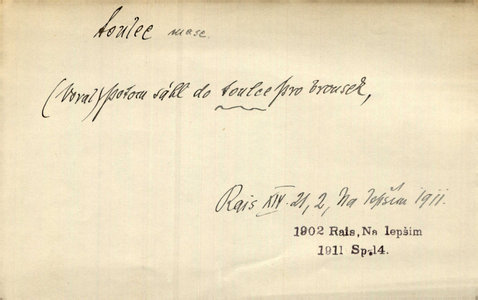 toulec masc.
(Voral) potom sáhl do toulce pro brousek,
Rais XIV. 21, 2, Na lepším 1911.
1902 Rais, Na lepším
1911 Sp.14.